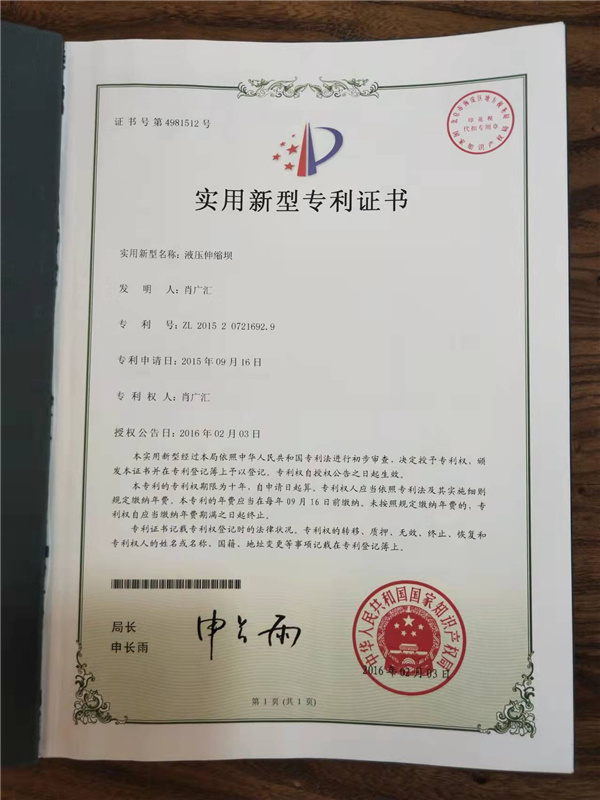 证书号第4981512号
印花税
代扣专用章
实用新型专利证书
实用新型名称：液压伸缩坝
发明人：肖广汇
专利号：ZL 2015 2 0721692.9
专利申请日：2015年09月16日
专利权人：肖广汇
授权公告日：2016年02月03日
本实用新型经过本局依照中华人民共和国专利法进行初步审查，决定授予专利权，颁
发本证书并在专利登记簿上予以登记。专利权自授权公告之日起生效。
本专利的专利权期限为十年，自申请日起算。专利权人应当依照专利法及其实施细则
规定缴纳年费。本专利的年费应当在每年09月16日前缴纳。未按照规定缴纳年费的，专利
权自应当缴纳年费期满之日起终止。
专利证书记载专利权登记时的法律状况。专利权的转移、质押、无效、终止、恢复和
专利权人的姓名或名称、国籍、地址变更等事项记载在专利登记簿上。
局长
申长雨
申长雨
中华人民共和国国家知识产权局
2016年02月03日
第1页(共1页)